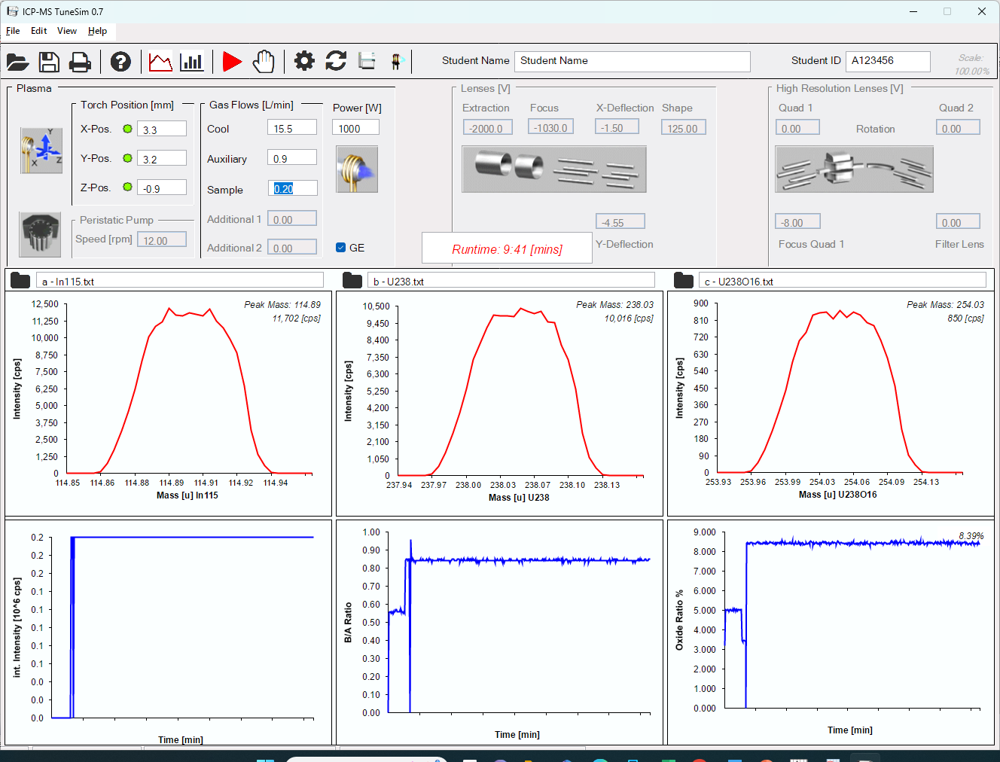 ICP-MS TuneSim 0.7
File Edit View Help
Student Name Student Name Student ID A123456 Scale: 100.00%
Plasma
Torch Position [mm]
X-Pos. 3.3
Y-Pos. 3.2
Z-Pos. -0.9
Peristatic Pump
Speed [rpm] 12.00
Gas Flows [L/min]
Cool 15.5
Auxiliary 0.9
Sample 0.20
Additional 1 0.00
Additional 2 0.00
Power [W]
1000
GE
Lenses [V]
Extraction Focus X-Deflection Shape
-2000.0 -1030.0 -1.50 125.00
-4.55
Y-Deflection
Runtime: 9:41 [mins]
High Resolution Lenses [V]
Quad 1 Quad 2
0.00 Rotation 0.00
-8.00 0.00
Focus Quad 1 Filter Lens
a - In115.txt
Peak Mass: 114.89
11,702 [cps]
Intensity [cps]
12,500
11,250
10,000
8,750
7,500
6,250
5,000
3,750
2,500
1,250
0
114.85 114.86 114.88 114.89 114.91 114.92 114.94
Mass [u] In115
b - U238.txt
Peak Mass: 238.03
10,016 [cps]
Intensity [cps]
10,500
9,450
8,400
7,350
6,300
5,250
4,200
3,150
2,100
1,050
0
237.94 237.97 238.00 238.03 238.07 238.10 238.13
Mass [u] U238
c - U238O16.txt
Peak Mass: 254.03
850 [cps]
Intensity [cps]
900
810
720
630
540
450
360
270
180
90
0
253.93 253.96 253.99 254.03 254.06 254.09 254.13
Mass [u] U238O16
int. Intensity [10^6 cps]
0.2
0.2
0.2
0.1
0.1
0.1
0.1
0.1
0.0
0.0
0.0
Time [min]
B/A Ratio
1.00
0.90
0.80
0.70
0.60
0.50
0.40
0.30
0.20
0.10
0.00
Time [min]
Oxide Ratio %
8.39%
9.000
8.000
7.000
6.000
5.000
4.000
3.000
2.000
1.000
0.000
Time [min]